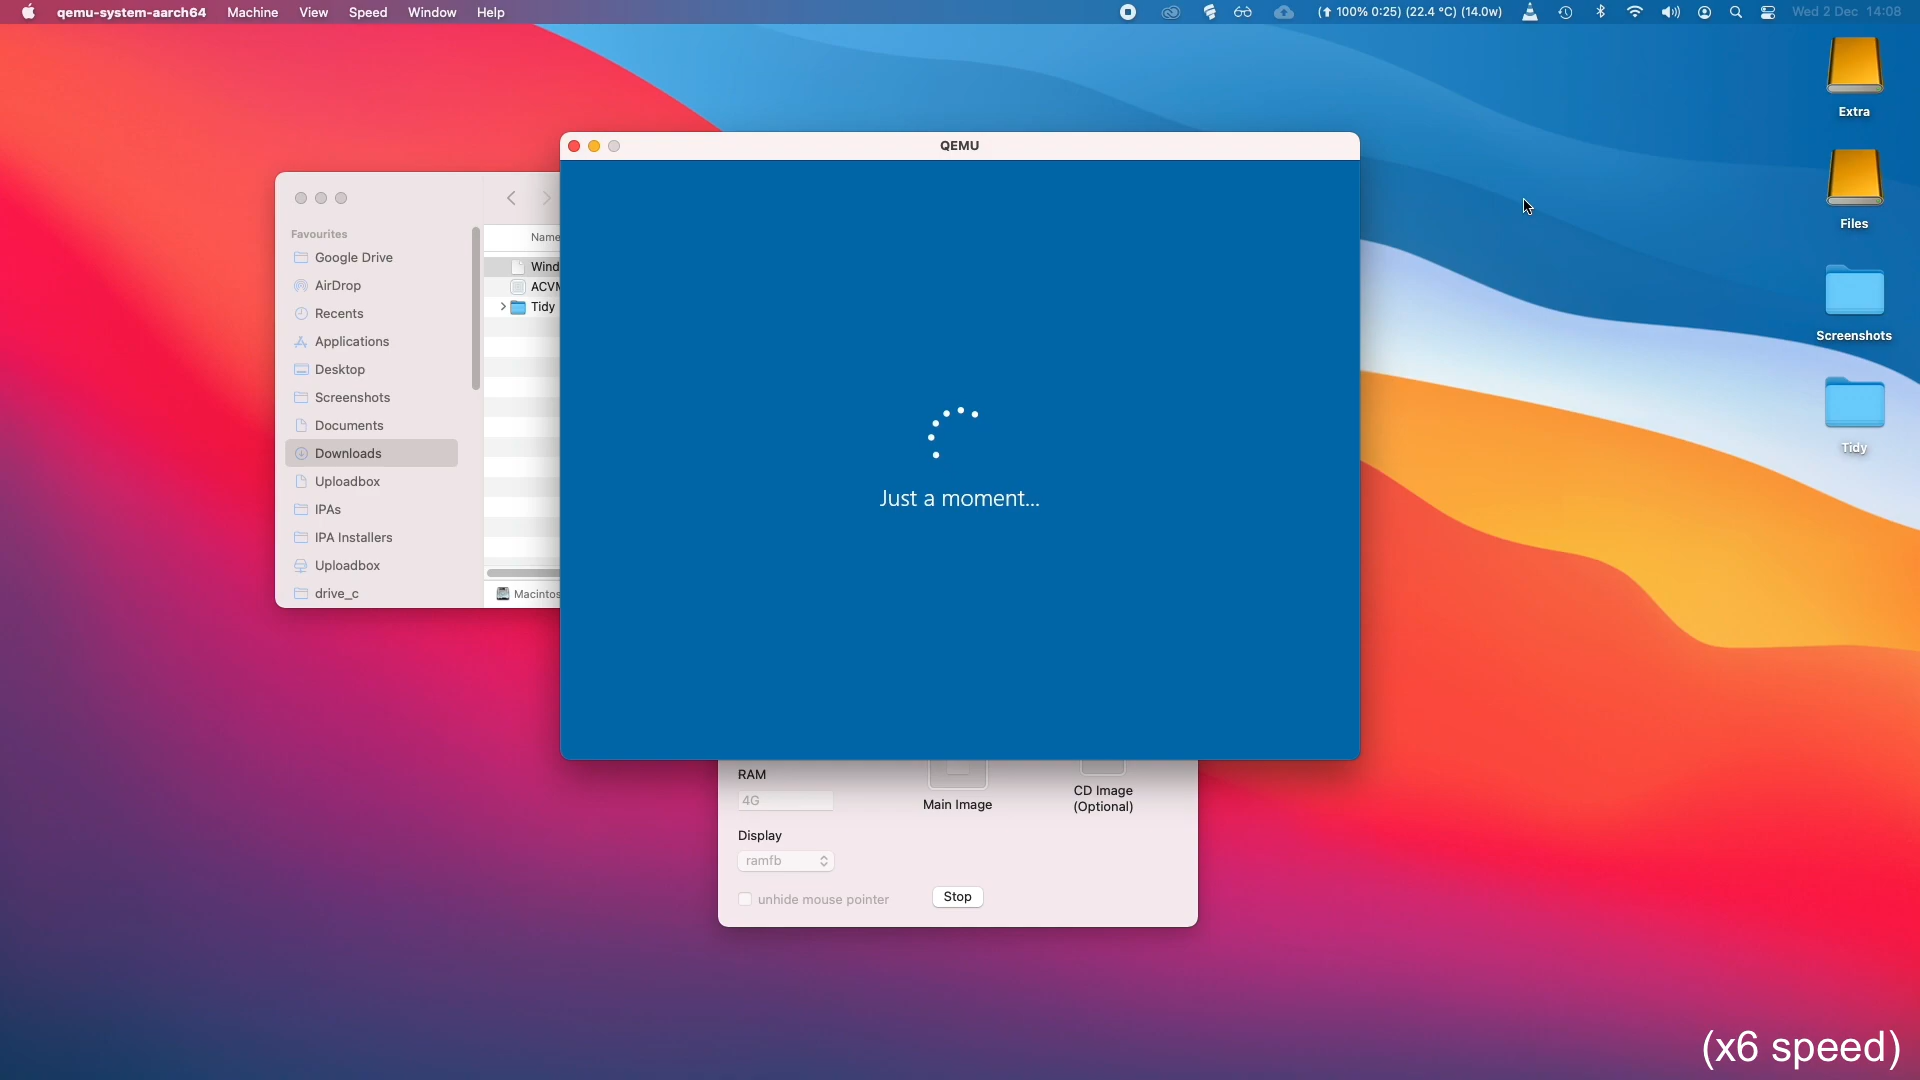 qemu-system-aarch64 Machine View Speed Window Help
(⬆ 100% 0:25) (22.4 °C) (14.0w) Wed 2 Dec 14:08
QEMU
Favourites
Google Drive
AirDrop
Recents
Applications
Desktop
Screenshots
Documents
Downloads
Uploadbox
IPAs
IPA Installers
Uploadbox
drive_c
Name
Wind
Tidy
Macintos
Just a moment...
RAM
4G
Display
ramfb
unhide mouse pointer
Main Image
CD Image
(Optional)
Stop
Extra
Files
Screenshots
Tidy
(x6 speed)